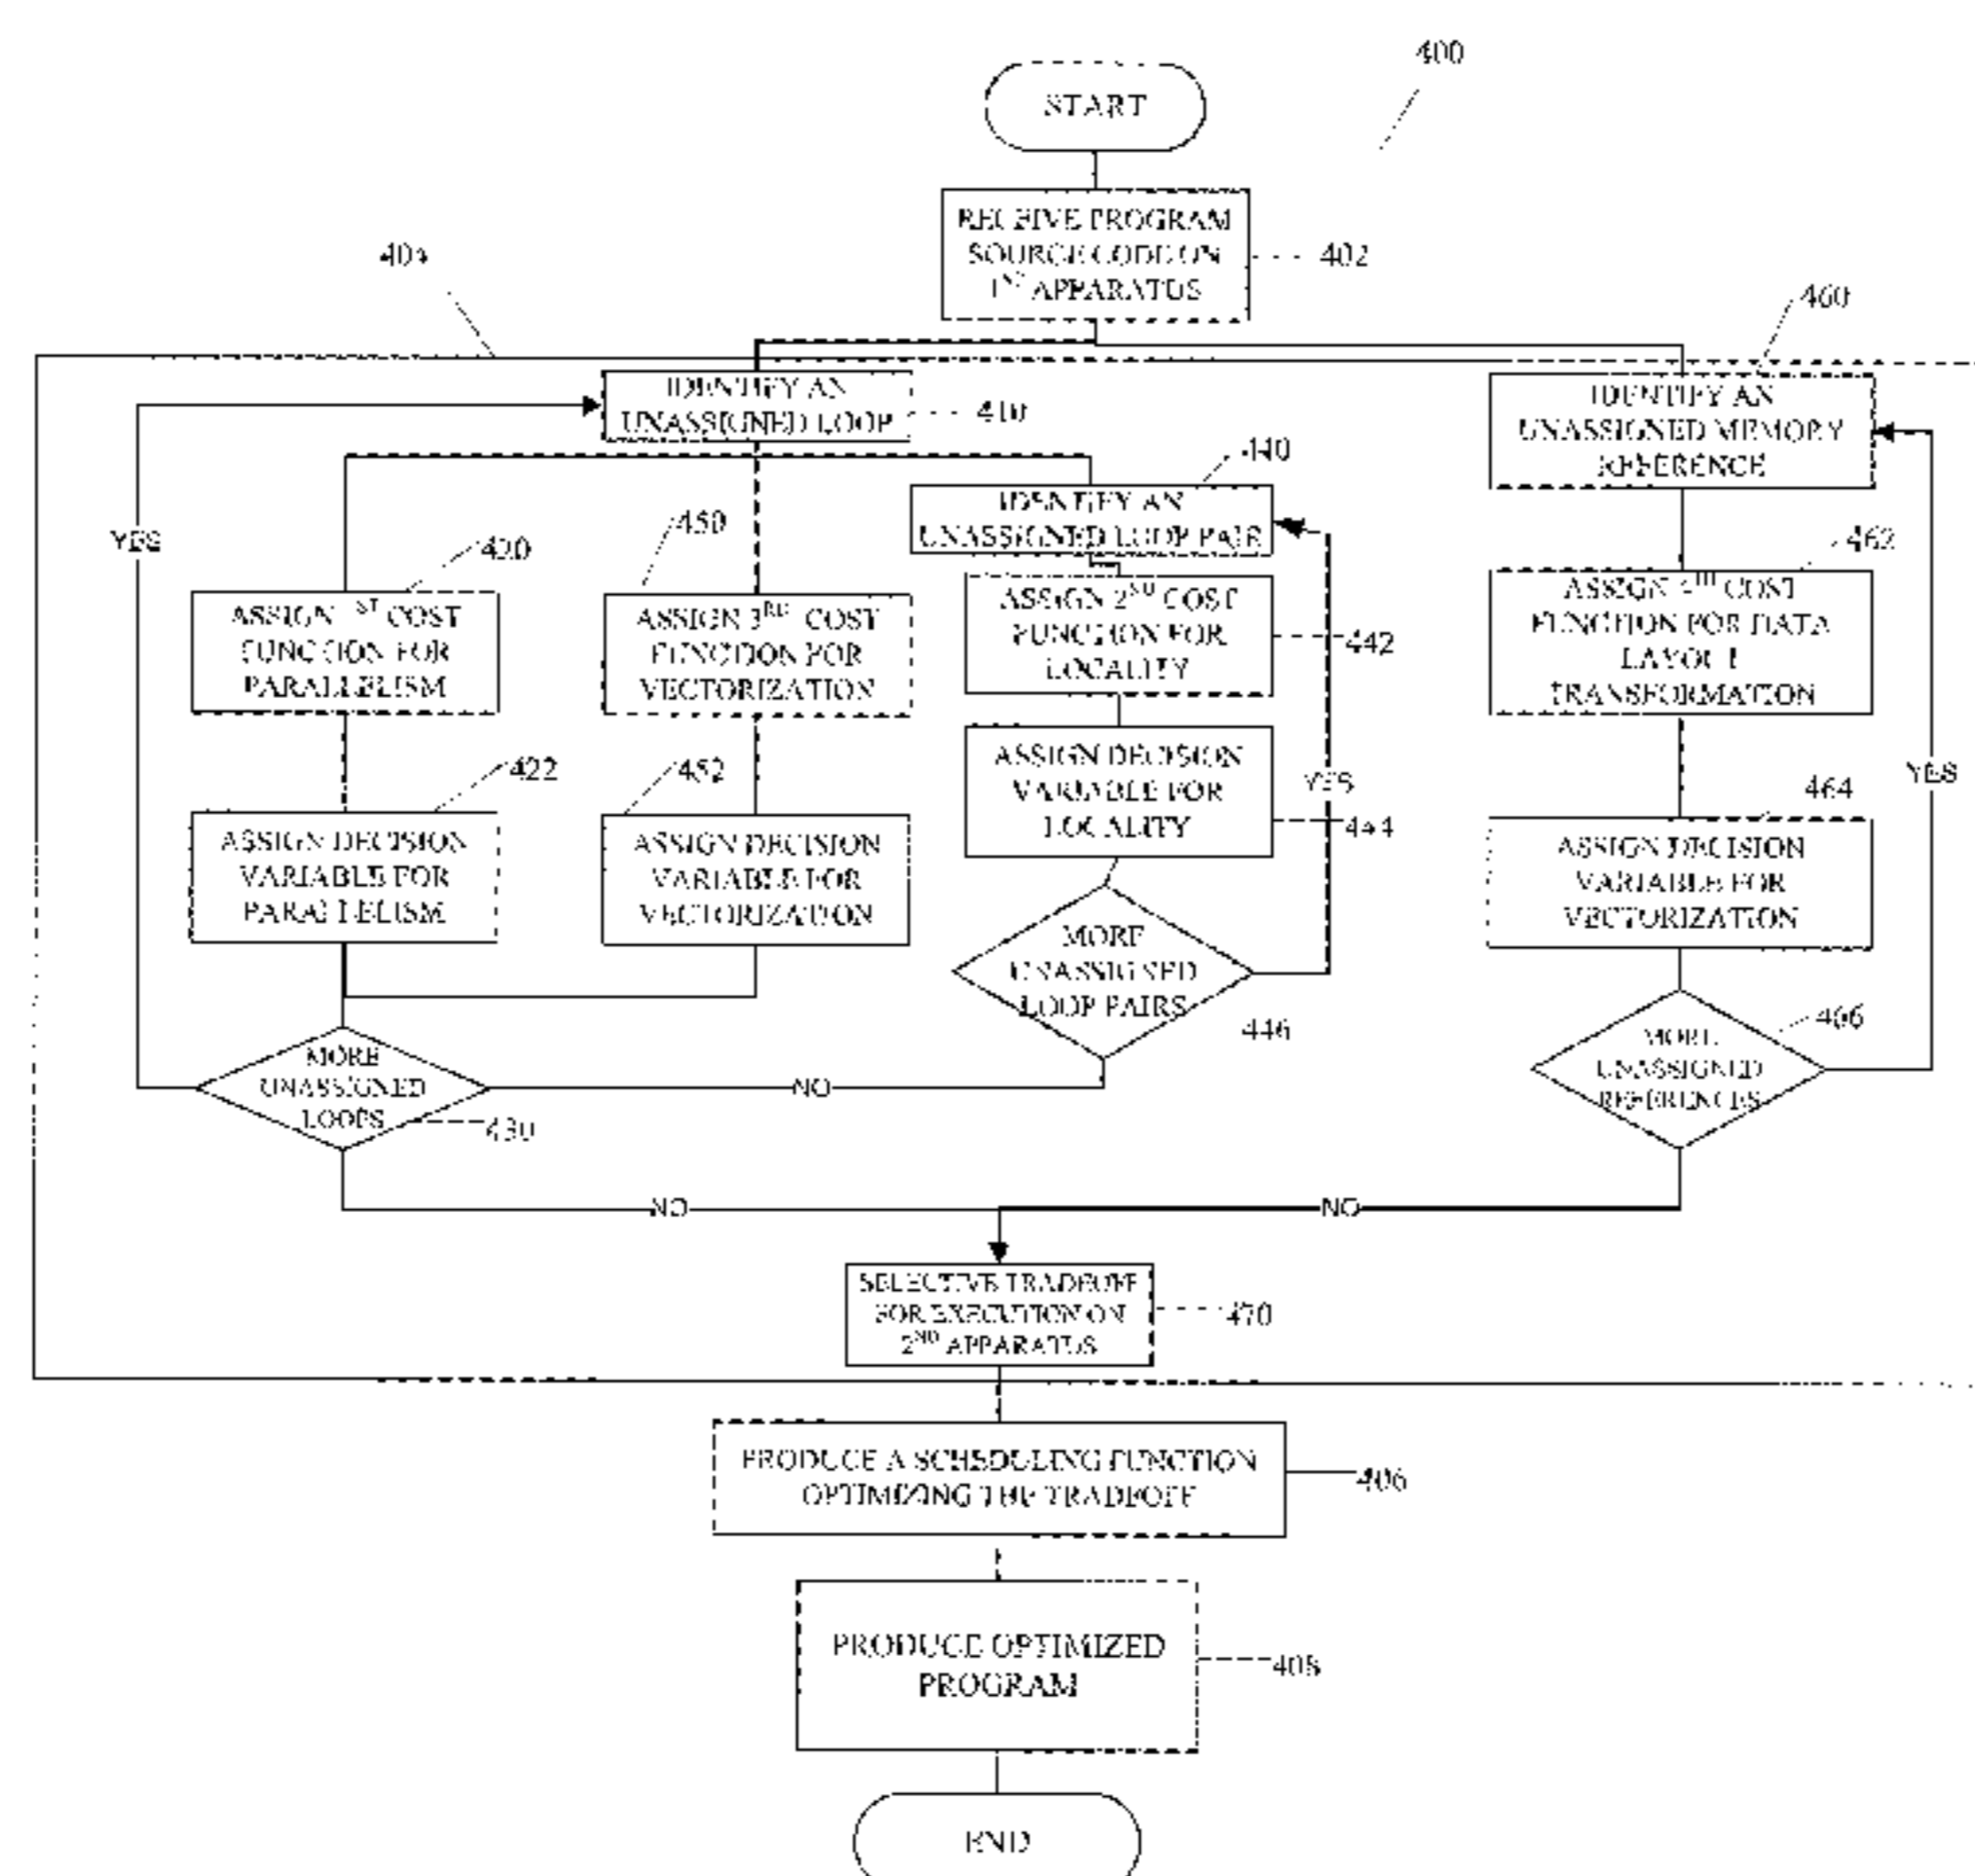 400
START
RECEIVE PROGRAM
SOURCE CODE ON
1ST APPARATUS
402
404
460
IDENTIFY AN
UNASSIGNED LOOP
410
IDENTIFY AN
UNASSIGNED MEMORY
REFERENCE
440
IDENTIFY AN
UNASSIGNED LOOP PAIR
YES
420
450
462
ASSIGN 1ST COST
FUNCTION FOR
PARALLELISM
ASSIGN 3RD COST
FUNCTION FOR
VECTORIZATION
ASSIGN 2ND COST
FUNCTION FOR
LOCALITY
442
ASSIGN 4TH COST
FUNCTION FOR DATA
LAYOUT
TRANSFORMATION
422
452
ASSIGN DECISION
VARIABLE FOR
LOCALITY
444
YES
464
YES
ASSIGN DECISION
VARIABLE FOR
PARALLELISM
ASSIGN DECISION
VARIABLE FOR
VECTORIZATION
ASSIGN DECISION
VARIABLE FOR
VECTORIZATION
MORE
UNASSIGNED
LOOP PAIRS
446
466
MORE
UNASSIGNED
LOOPS
430
NO
MORE
UNASSIGNED
REFERENCES
NO
NO
SELECTIVE TRADEOFF
FOR EXECUTION ON
2ND APPARATUS
470
PRODUCE A SCHEDULING FUNCTION
OPTIMIZING THE TRADEOFF
406
PRODUCE OPTIMIZED
PROGRAM
408
END